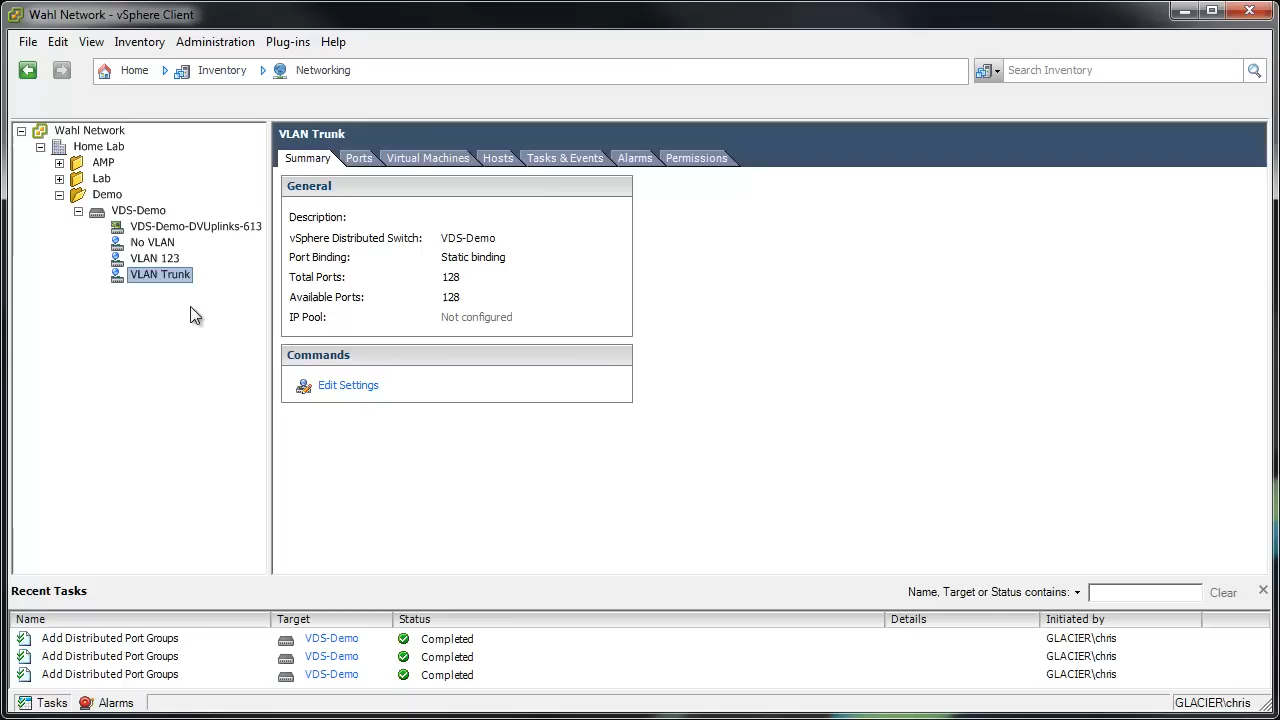 Wahl Network - vSphere Client
File Edit View Inventory Administration Plug-ins Help
Home Inventory Networking Search Inventory
Wahl Network
Home Lab
AMP
Lab
Demo
VDS-Demo
VDS-Demo-DVUplinks-613
No VLAN
VLAN 123
VLAN Trunk
VLAN Trunk
Summary Ports Virtual Machines Hosts Tasks & Events Alarms Permissions
General
Description:
vSphere Distributed Switch: VDS-Demo
Port Binding: Static binding
Total Ports: 128
Available Ports: 128
IP Pool: Not configured
Commands
Edit Settings
Recent Tasks Name, Target or Status contains: Clear
Name Target Status Details Initiated by
Add Distributed Port Groups VDS-Demo Completed GLACIER\chris
Add Distributed Port Groups VDS-Demo Completed GLACIER\chris
Add Distributed Port Groups VDS-Demo Completed GLACIER\chris
Tasks Alarms GLACIER\chris